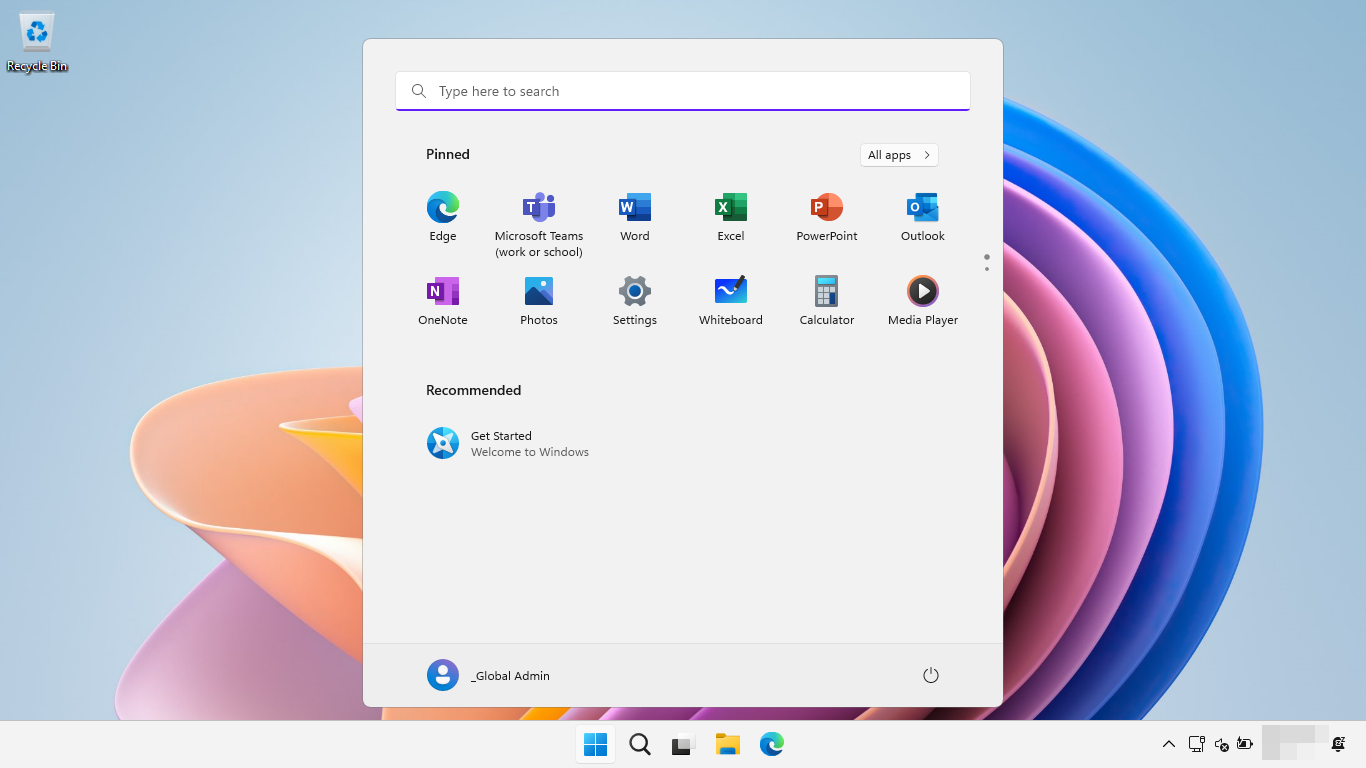 Recycle Bin
Type here to search
Pinned
All apps
Edge
Microsoft Teams
(work or school)
Word
Excel
PowerPoint
Outlook
OneNote
Photos
Settings
Whiteboard
Calculator
Media Player
Recommended
Get Started
Welcome to Windows
_Global Admin